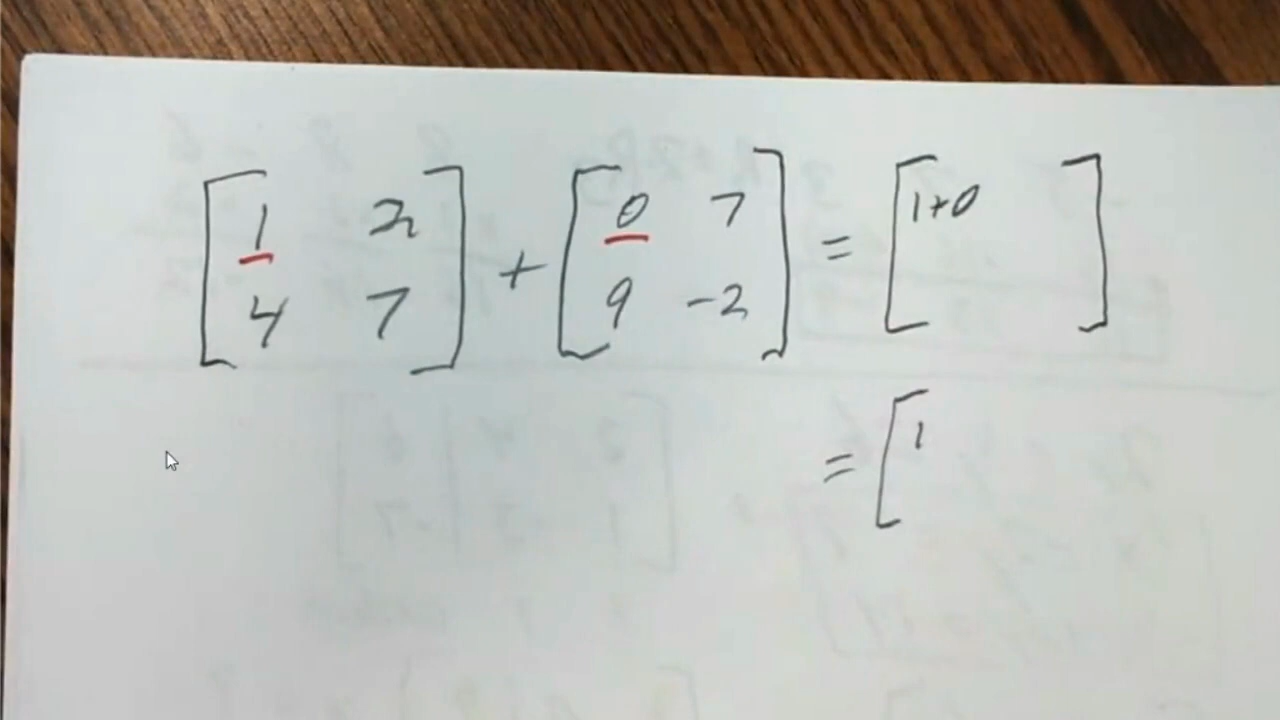 [1 2
4 7] + [0 7
9 -2] = [1+0 ]
= [1